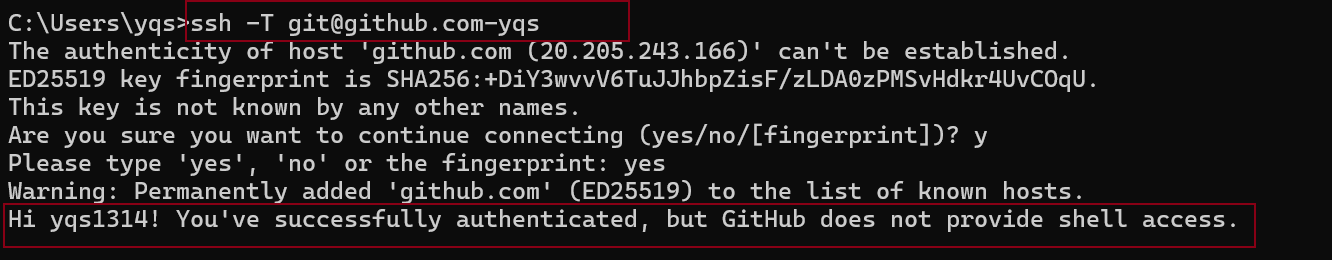 C:\Users\yqs>ssh -T git@github.com-yqs
The authenticity of host 'github.com (20.205.243.166)' can't be established.
ED25519 key fingerprint is SHA256:+DiY3wvvV6TuJJhbpZisF/zLDA0zPMSvHdkr4UvCOqU.
This key is not known by any other names.
Are you sure you want to continue connecting (yes/no/[fingerprint])? y
Please type 'yes', 'no' or the fingerprint: yes
Warning: Permanently added 'github.com' (ED25519) to the list of known hosts.
Hi yqs1314! You've successfully authenticated, but GitHub does not provide shell access.